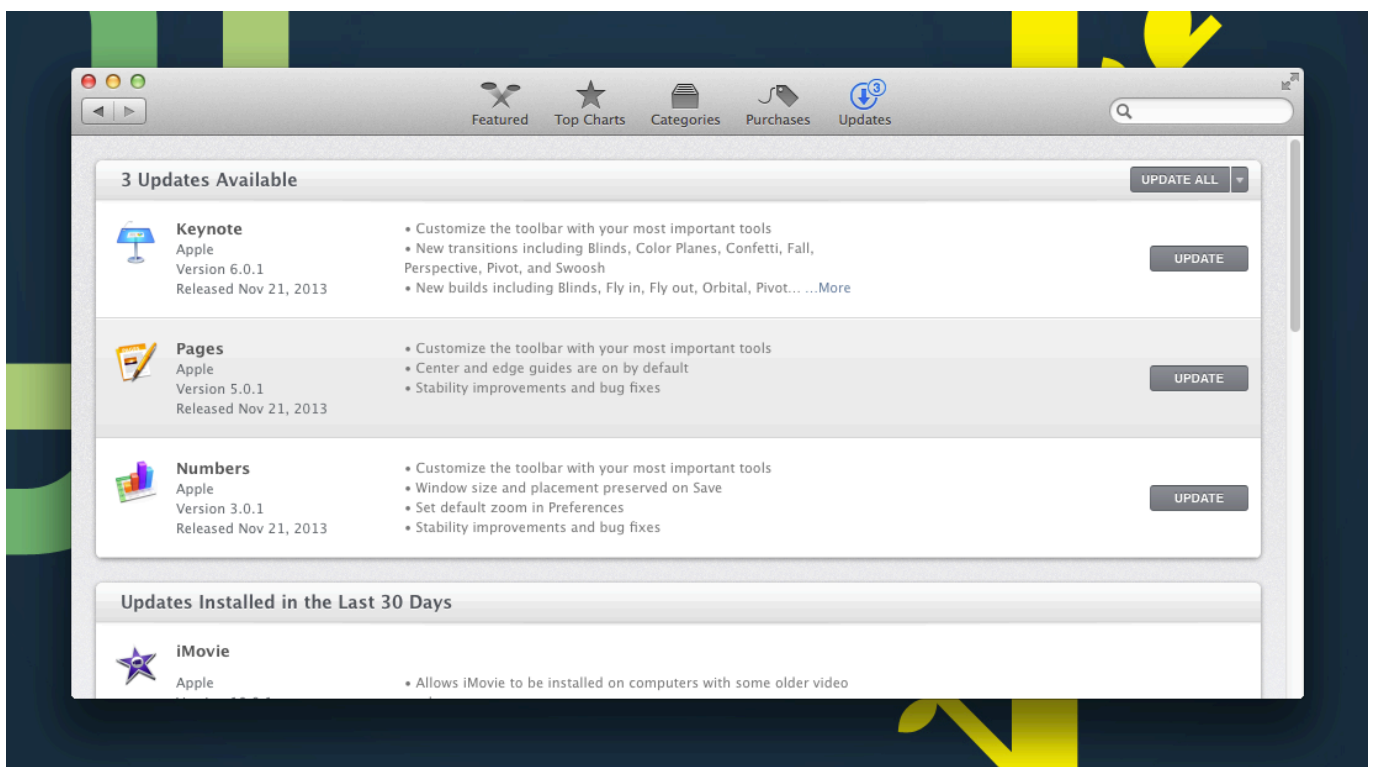 Featured
Top Charts
Categories
Purchases
3
Updates
3 Updates Available
UPDATE ALL
Keynote
Apple
Version 6.0.1
Released Nov 21, 2013
• Customize the toolbar with your most important tools
• New transitions including Blinds, Color Planes, Confetti, Fall,
Perspective, Pivot, and Swoosh
• New builds including Blinds, Fly in, Fly out, Orbital, Pivot... ...More
UPDATE
Pages
Apple
Version 5.0.1
Released Nov 21, 2013
• Customize the toolbar with your most important tools
• Center and edge guides are on by default
• Stability improvements and bug fixes
UPDATE
Numbers
Apple
Version 3.0.1
Released Nov 21, 2013
• Customize the toolbar with your most important tools
• Window size and placement preserved on Save
• Set default zoom in Preferences
• Stability improvements and bug fixes
UPDATE
Updates Installed in the Last 30 Days
iMovie
Apple
• Allows iMovie to be installed on computers with some older video